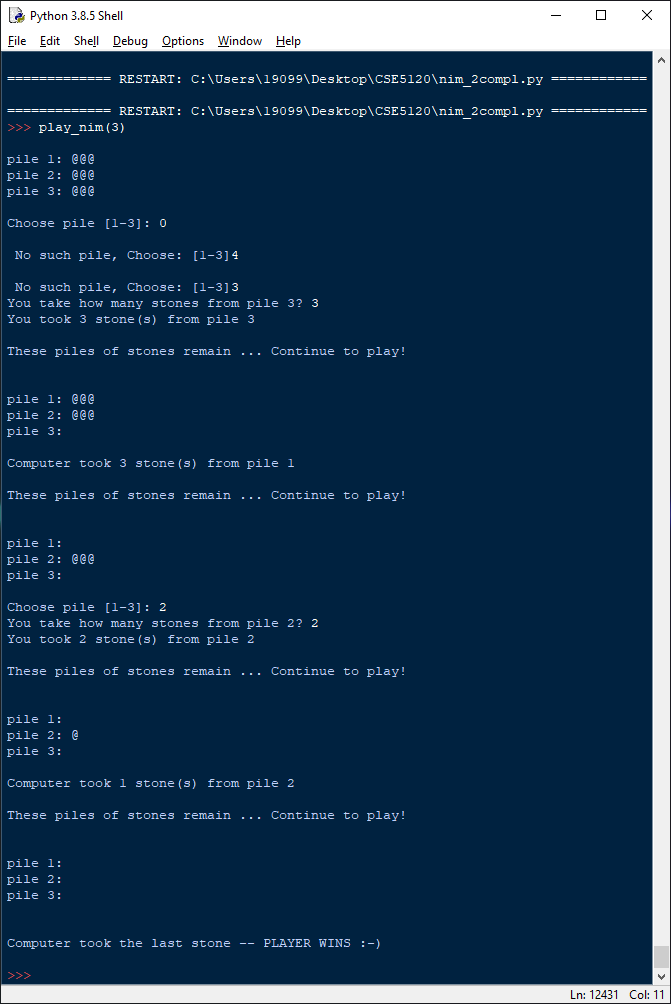 Python 3.8.5 Shell
File Edit Shell Debug Options Window Help
============= RESTART: C:\Users\19099\Desktop\CSE5120\nim_2compl.py ============
============= RESTART: C:\Users\19099\Desktop\CSE5120\nim_2compl.py ============
>>> play_nim(3)
pile 1: @@@
pile 2: @@@
pile 3: @@@
Choose pile [1-3]: 0
No such pile, Choose: [1-3]4
No such pile, Choose: [1-3]3
You take how many stones from pile 3? 3
You took 3 stone(s) from pile 3
These piles of stones remain ... Continue to play!
pile 1: @@@
pile 2: @@@
pile 3:
Computer took 3 stone(s) from pile 1
These piles of stones remain ... Continue to play!
pile 1:
pile 2: @@@
pile 3:
Choose pile [1-3]: 2
You take how many stones from pile 2? 2
You took 2 stone(s) from pile 2
These piles of stones remain ... Continue to play!
pile 1:
pile 2: @
pile 3:
Computer took 1 stone(s) from pile 2
These piles of stones remain ... Continue to play!
pile 1:
pile 2:
pile 3:
Computer took the last stone -- PLAYER WINS :-)
>>>
Ln: 12431 Col: 11